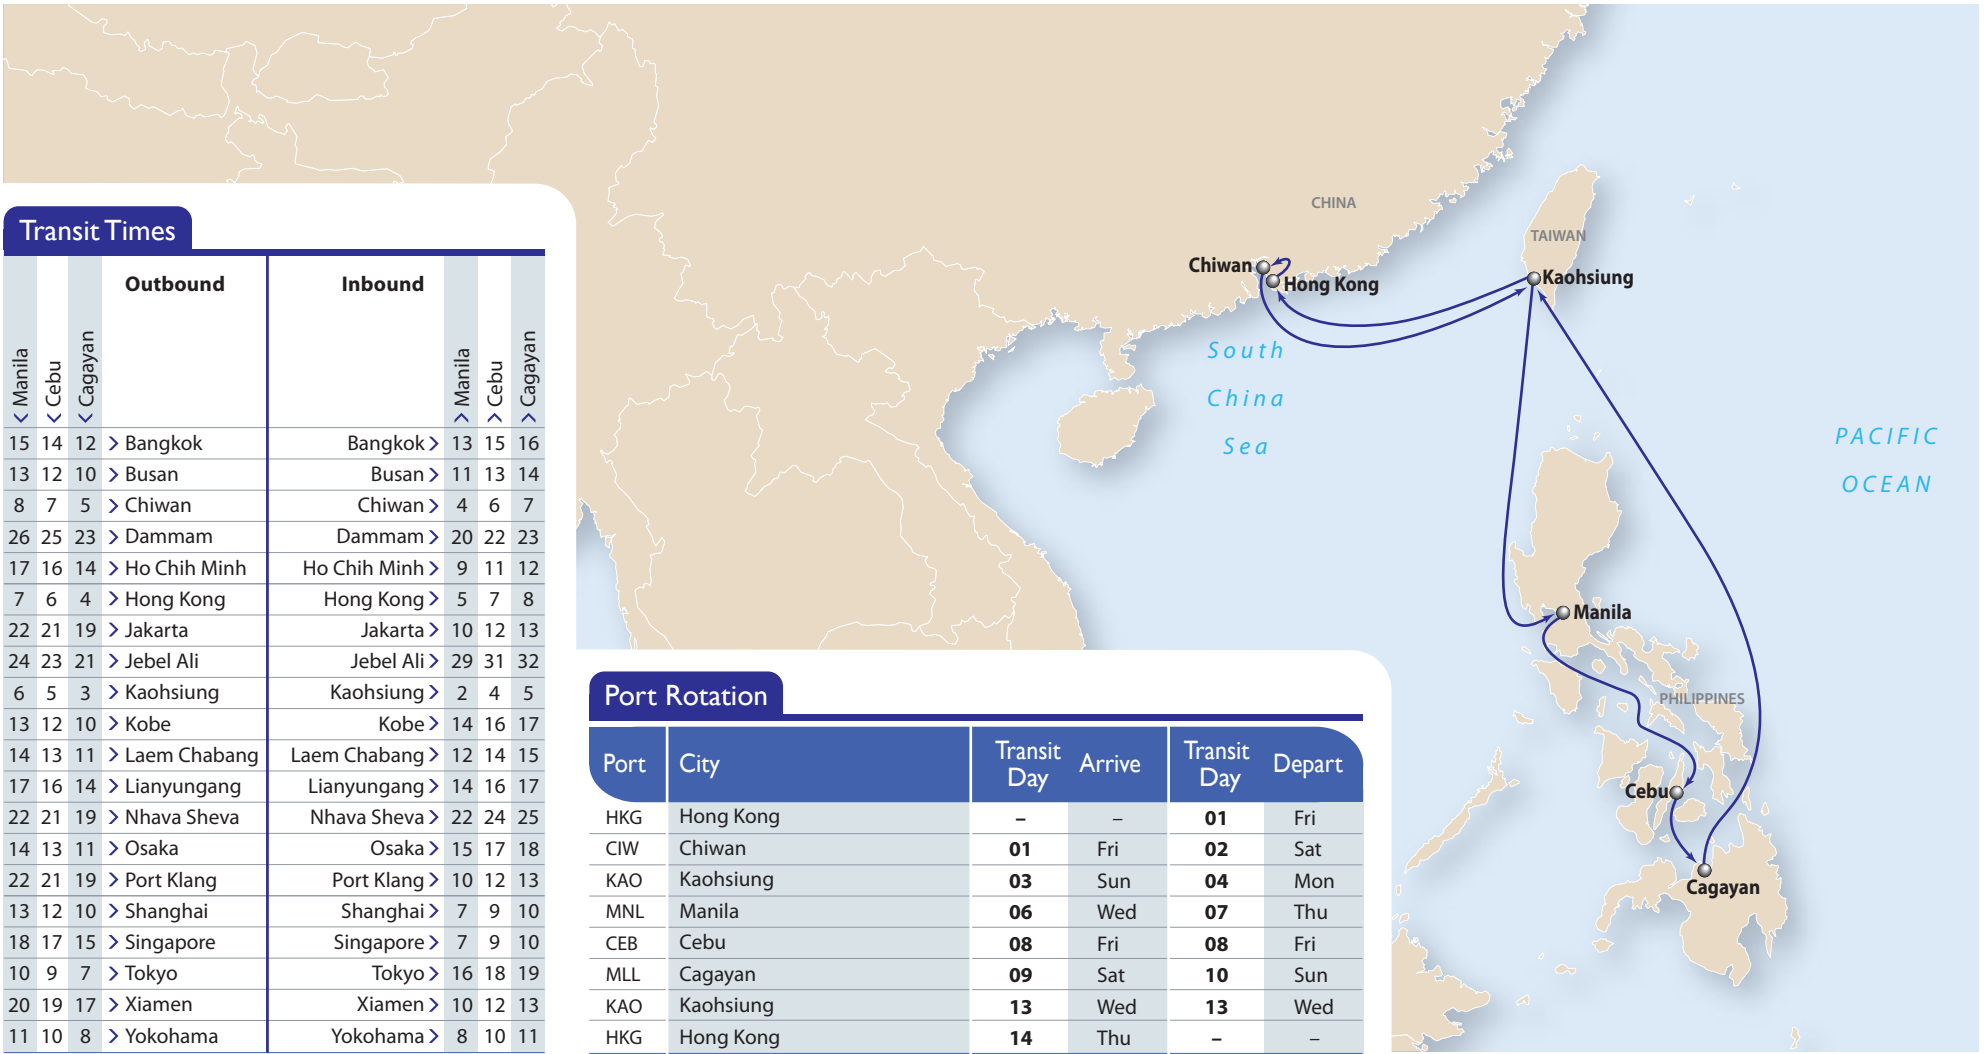 CHINA
TAIWAN
Chiwan
Hong Kong
Kaohsiung
South
China
Sea
PACIFIC
OCEAN
Manila
PHILIPPINES
Cebu
Cagayan
Transit Times
Outbound Inbound
< Manila < Cebu < Cagayan > Manila > Cebu > Cagayan
15 14 12 > Bangkok Bangkok > 13 15 16
13 12 10 > Busan Busan > 11 13 14
8 7 5 > Chiwan Chiwan > 4 6 7
26 25 23 > Dammam Dammam > 20 22 23
17 16 14 > Ho Chih Minh Ho Chih Minh > 9 11 12
7 6 4 > Hong Kong Hong Kong > 5 7 8
22 21 19 > Jakarta Jakarta > 10 12 13
24 23 21 > Jebel Ali Jebel Ali > 29 31 32
6 5 3 > Kaohsiung Kaohsiung > 2 4 5
13 12 10 > Kobe Kobe > 14 16 17
14 13 11 > Laem Chabang Laem Chabang > 12 14 15
17 16 14 > Lianyungang Lianyungang > 14 16 17
22 21 19 > Nhava Sheva Nhava Sheva > 22 24 25
14 13 11 > Osaka Osaka > 15 17 18
22 21 19 > Port Klang Port Klang > 10 12 13
13 12 10 > Shanghai Shanghai > 7 9 10
18 17 15 > Singapore Singapore > 7 9 10
10 9 7 > Tokyo Tokyo > 16 18 19
20 19 17 > Xiamen Xiamen > 10 12 13
11 10 8 > Yokohama Yokohama > 8 10 11
Port Rotation
Port City Transit Day Arrive Transit Day Depart
HKG Hong Kong – – 01 Fri
CIW Chiwan 01 Fri 02 Sat
KAO Kaohsiung 03 Sun 04 Mon
MNL Manila 06 Wed 07 Thu
CEB Cebu 08 Fri 08 Fri
MLL Cagayan 09 Sat 10 Sun
KAO Kaohsiung 13 Wed 13 Wed
HKG Hong Kong 14 Thu – –